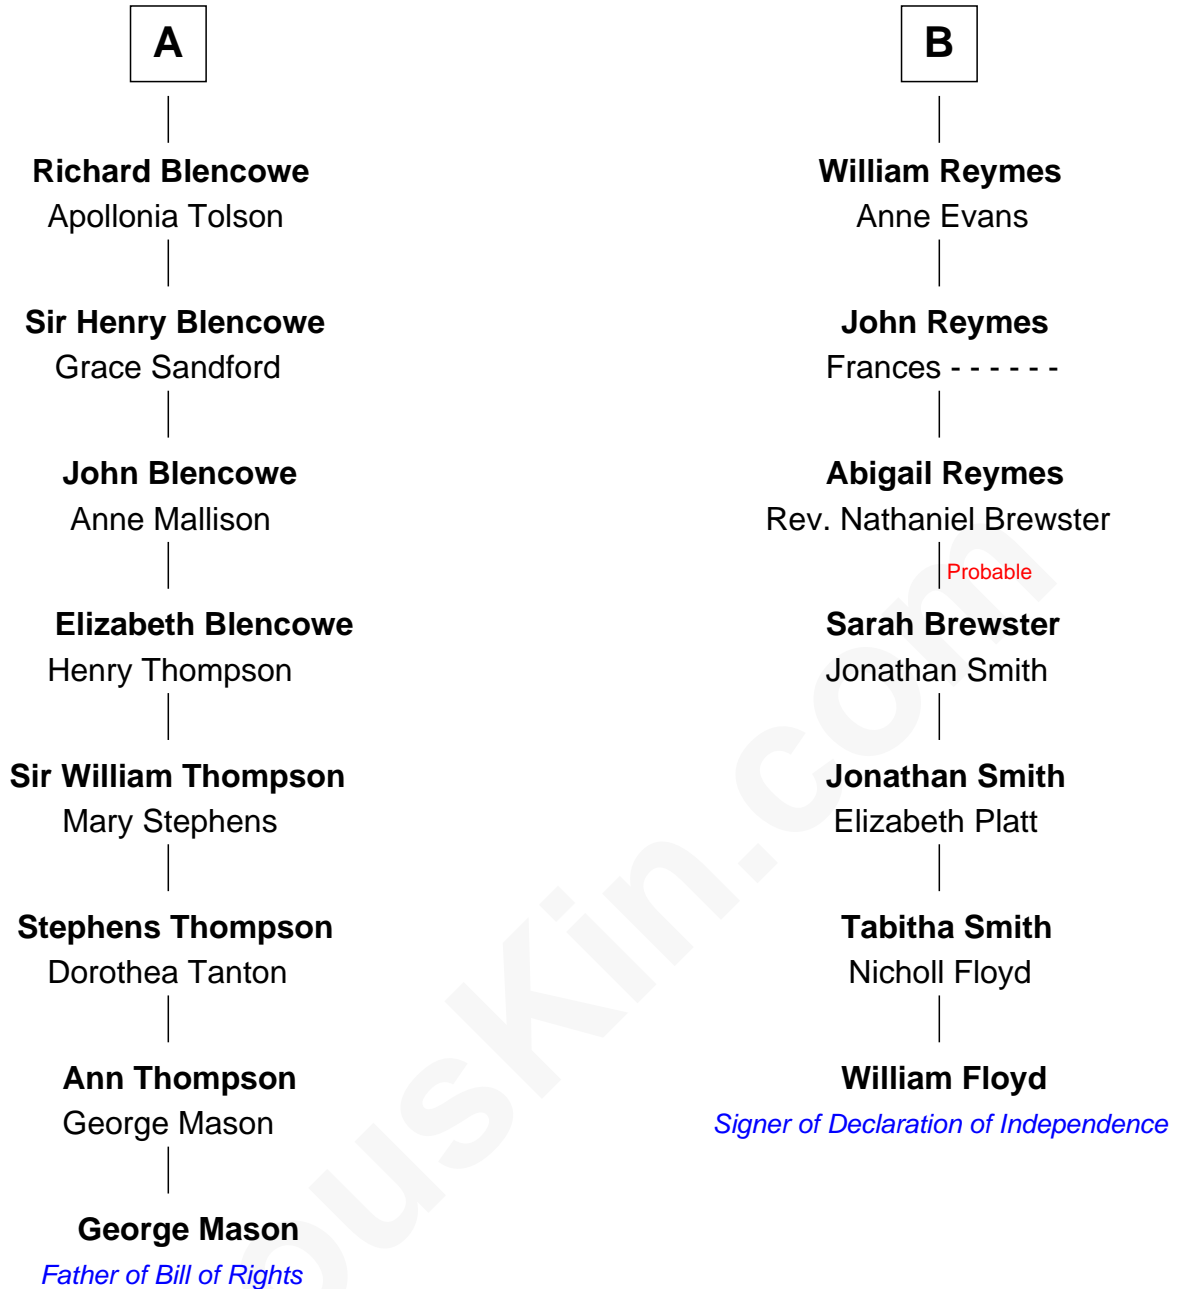 A
Richard Blencowe
Apollonia Tolson
Sir Henry Blencowe
Grace Sandford
John Blencowe
Anne Mallison
Elizabeth Blencowe
Henry Thompson
Sir William Thompson
Mary Stephens
Stephens Thompson
Dorothea Tanton
Ann Thompson
George Mason
George Mason
Father of Bill of Rights
B
William Reymes
Anne Evans
John Reymes
Frances - - - - - -
Abigail Reymes
Rev. Nathaniel Brewster
Probable
Sarah Brewster
Jonathan Smith
Jonathan Smith
Elizabeth Platt
Tabitha Smith
Nicholl Floyd
William Floyd
Signer of Declaration of Independence
ousKin.com